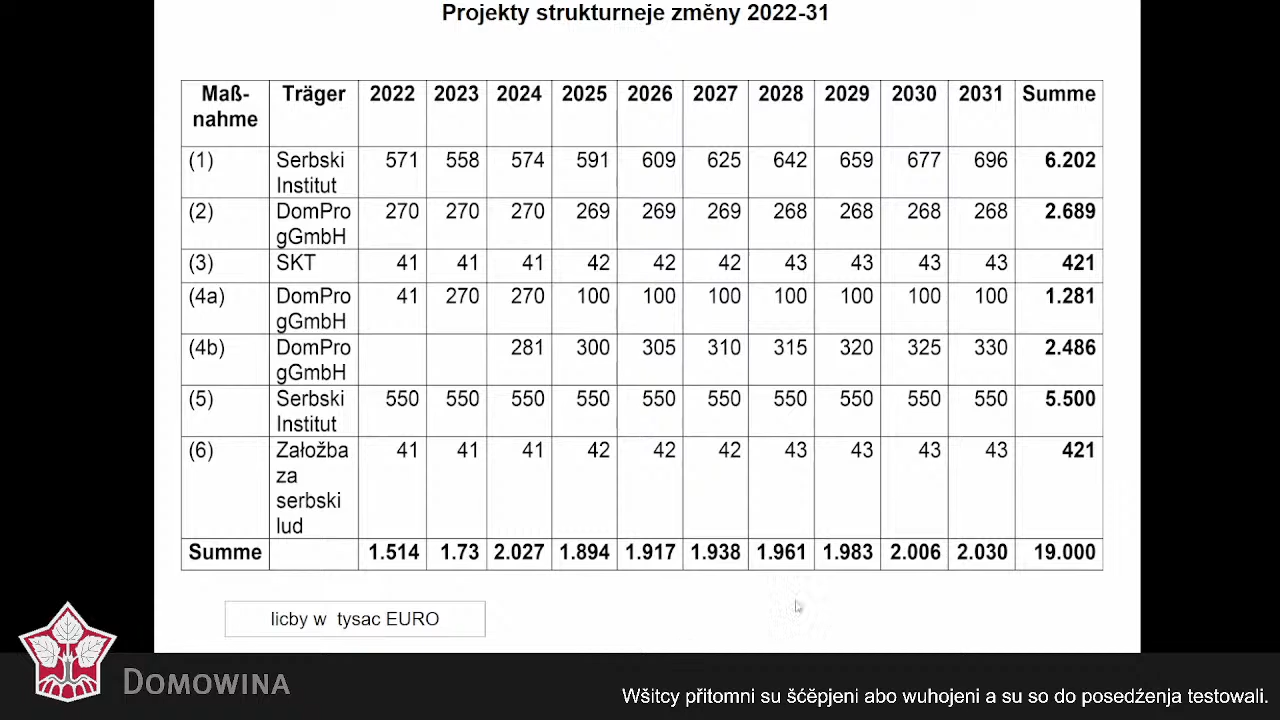 Projekty strukturneje změny 2022-31
Maß-nahme Träger 2022 2023 2024 2025 2026 2027 2028 2029 2030 2031 Summe
(1) Serbski Institut 571 558 574 591 609 625 642 659 677 696 6.202
(2) DomPro gGmbH 270 270 270 269 269 269 268 268 268 268 2.689
(3) SKT 41 41 41 42 42 42 43 43 43 43 421
(4a) DomPro gGmbH 41 270 270 100 100 100 100 100 100 100 1.281
(4b) DomPro gGmbH 281 300 305 310 315 320 325 330 2.486
(5) Serbski Institut 550 550 550 550 550 550 550 550 550 550 5.500
(6) Załožba za serbski lud 41 41 41 42 42 42 43 43 43 43 421
Summe 1.514 1.73 2.027 1.894 1.917 1.938 1.961 1.983 2.006 2.030 19.000
licby w tysac EURO
DOMOWINA
Wšitcy přitomni su šćěpjeni abo wuhojeni a su so do posedźenja testowali.